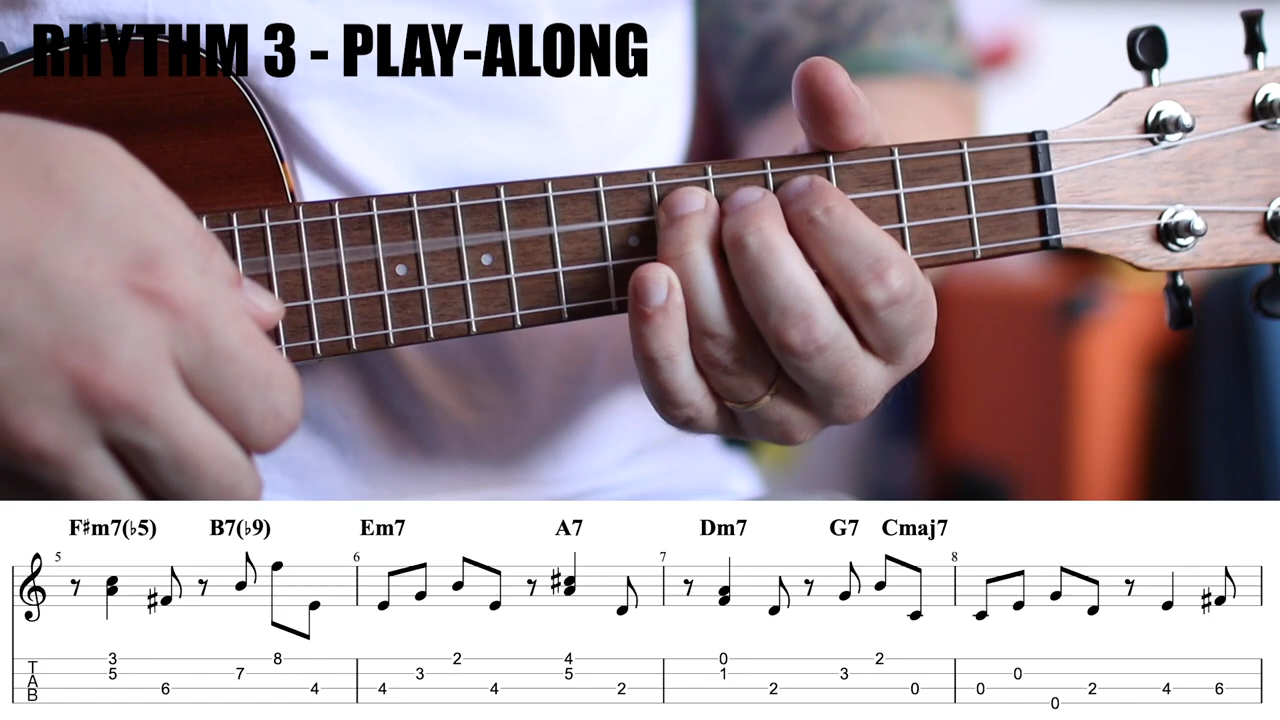 RHYTHM 3 - PLAY-ALONG
F♯m7(♭5) B7(♭9) Em7 A7 Dm7 G7 Cmaj7
5 6 7 8
3 8 2 4 0 2
5 7 3 5 1 3 0
6 4 4 4 2 2 0 0 2 4 6
0
T
A
B